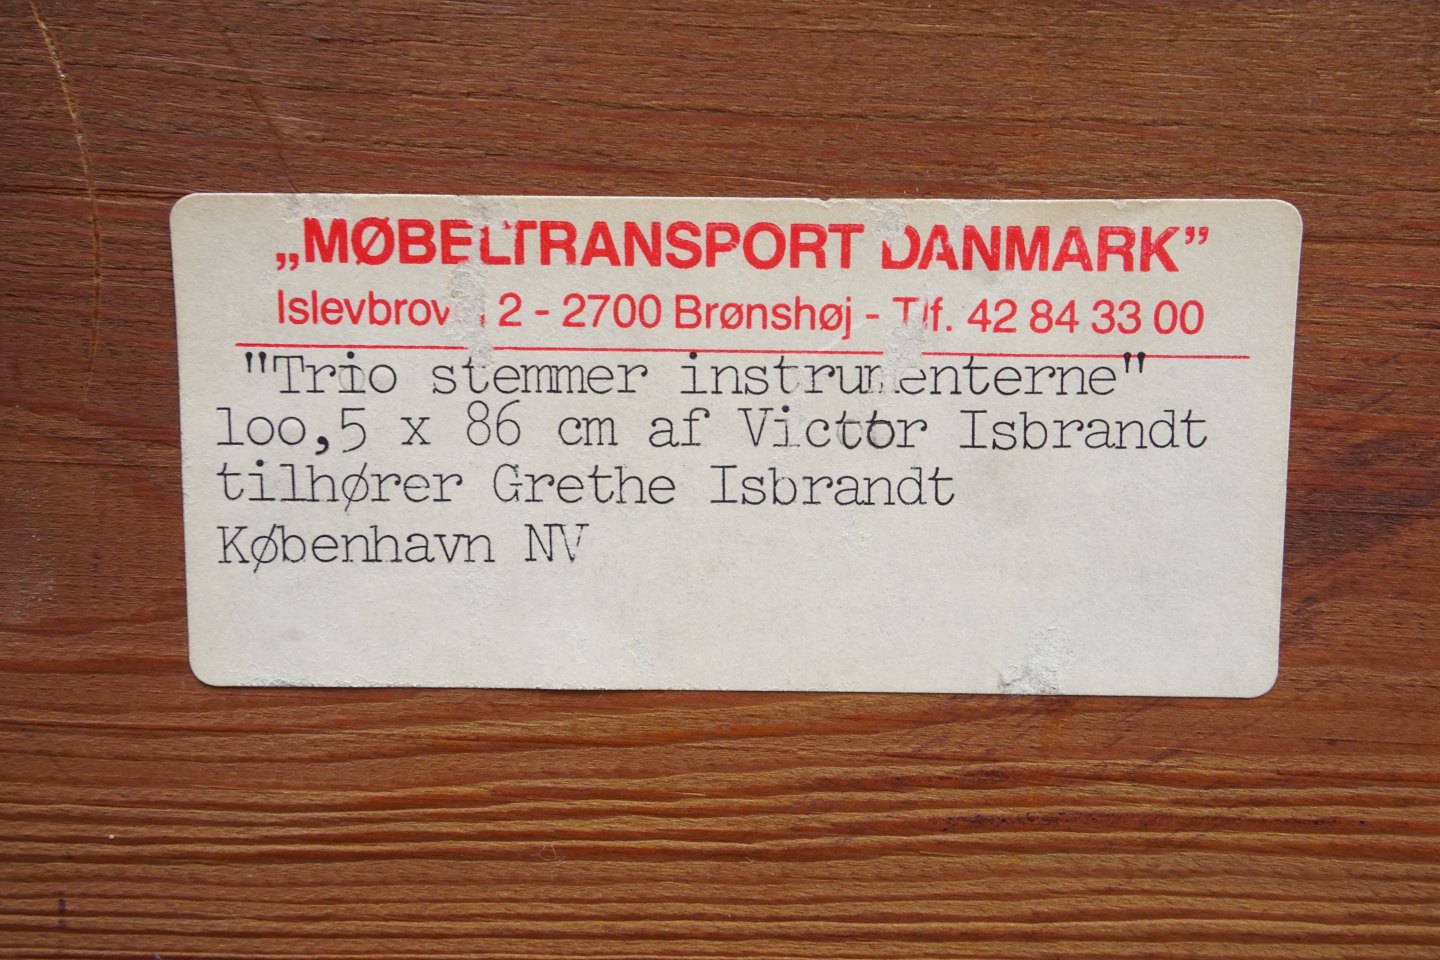 „MØBELTRANSPORT DANMARK”
2 - 2700 Brønshøj - Tlf. 42 84 33 00
"Trio stemmer instrumenterne"
loo,5 x 86 cm af Victor Isbrandt
tilhører Grethe Isbrandt
København NV